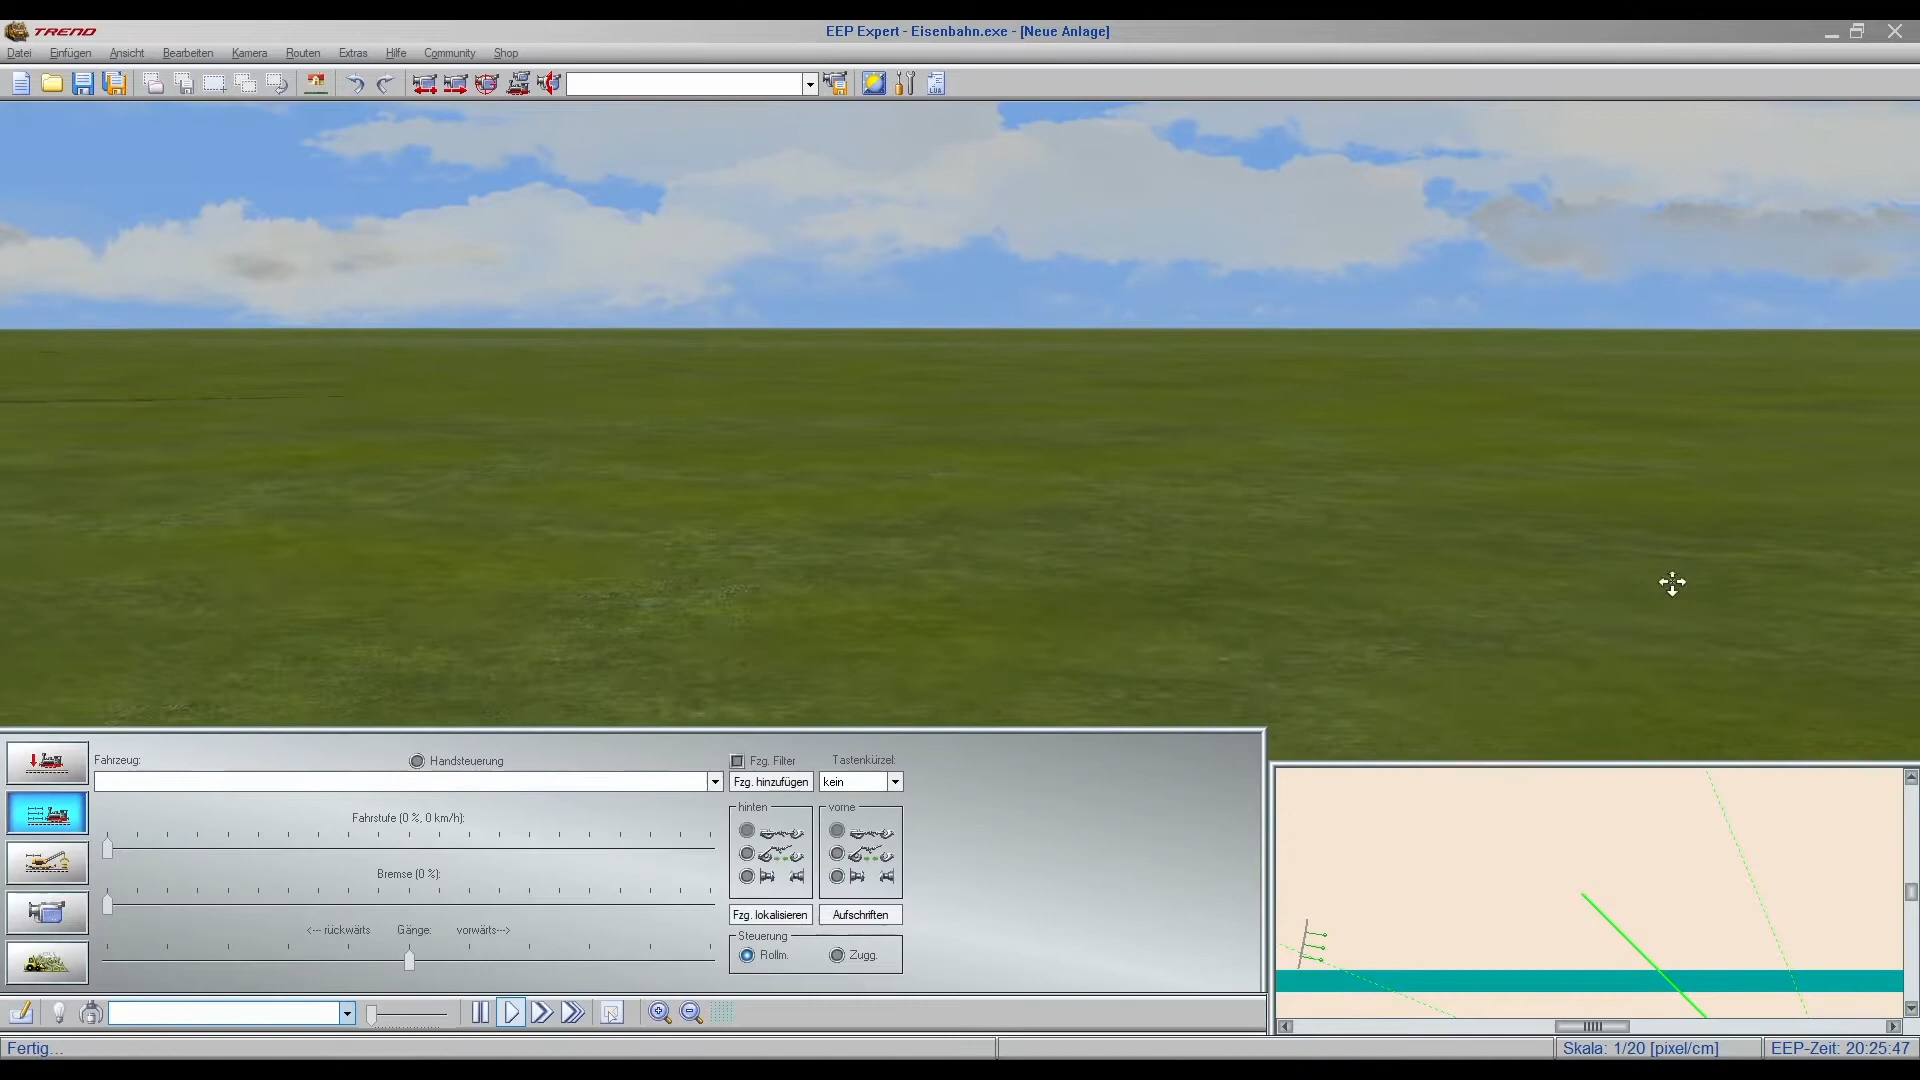 TREND
EEP Expert - Eisenbahn.exe - [Neue Anlage]
Datei Einfügen Ansicht Bearbeiten Kamera Routen Extras Hilfe Community Shop
LUA
Fahrzeug:
Handsteuerung
Fzg. Filter
Tastenkürzel:
Fzg. hinzufügen
kein
Fahrstufe (0 %, 0 km/h):
hinten
vorne
Bremse (0 %):
Fzg. lokalisieren
Aufschriften
<--- rückwärts Gänge: vorwärts--->
Steuerung
Rollm.
Zugg.
Fertig...
Skala: 1/20 [pixel/cm]
EEP-Zeit: 20:25:47